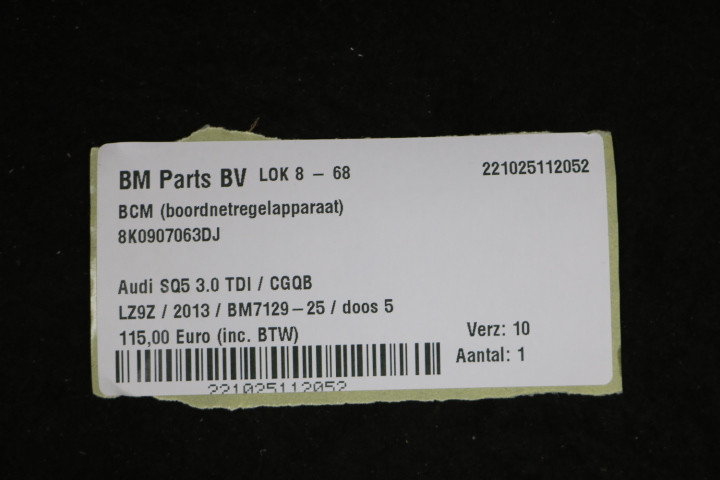 BM Parts BV LOK 8 – 68 221025112052
BCM (boordnetregelapparaat)
8K0907063DJ
Audi SQ5 3.0 TDI / CGQB
LZ9Z / 2013 / BM7129–25 / doos 5
115,00 Euro (inc. BTW) Verz: 10
Aantal: 1
221025112052